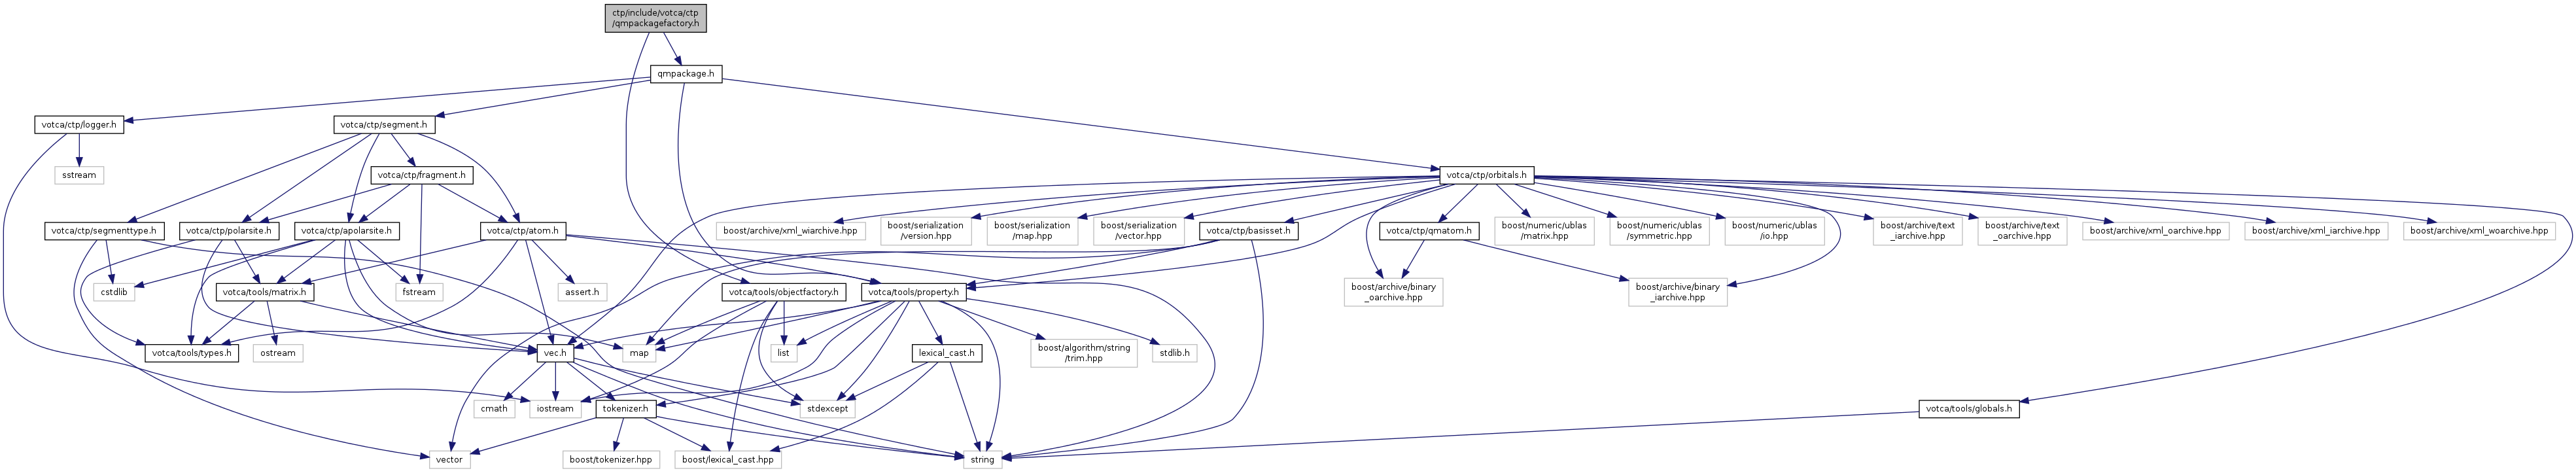 ctp/include/votca/ctp
/qmpackagefactory.h
qmpackage.h
votca/ctp/logger.h
votca/ctp/segment.h
sstream
votca/ctp/fragment.h
votca/ctp/orbitals.h
votca/ctp/segmenttype.h
votca/ctp/polarsite.h
votca/ctp/apolarsite.h
votca/ctp/atom.h
boost/archive/xml_wiarchive.hpp
boost/serialization
/version.hpp
boost/serialization
/map.hpp
boost/serialization
/vector.hpp
votca/ctp/basisset.h
votca/ctp/qmatom.h
boost/numeric/ublas
/matrix.hpp
boost/numeric/ublas
/symmetric.hpp
boost/numeric/ublas
/io.hpp
boost/archive/text
_iarchive.hpp
boost/archive/text
_oarchive.hpp
boost/archive/xml_oarchive.hpp
boost/archive/xml_iarchive.hpp
boost/archive/xml_woarchive.hpp
cstdlib
votca/tools/matrix.h
fstream
assert.h
votca/tools/objectfactory.h
votca/tools/property.h
boost/archive/binary
_oarchive.hpp
boost/archive/binary
_iarchive.hpp
votca/tools/types.h
ostream
vec.h
map
list
lexical_cast.h
boost/algorithm/string
/trim.hpp
stdlib.h
cmath
iostream
tokenizer.h
stdexcept
votca/tools/globals.h
vector
boost/tokenizer.hpp
boost/lexical_cast.hpp
string